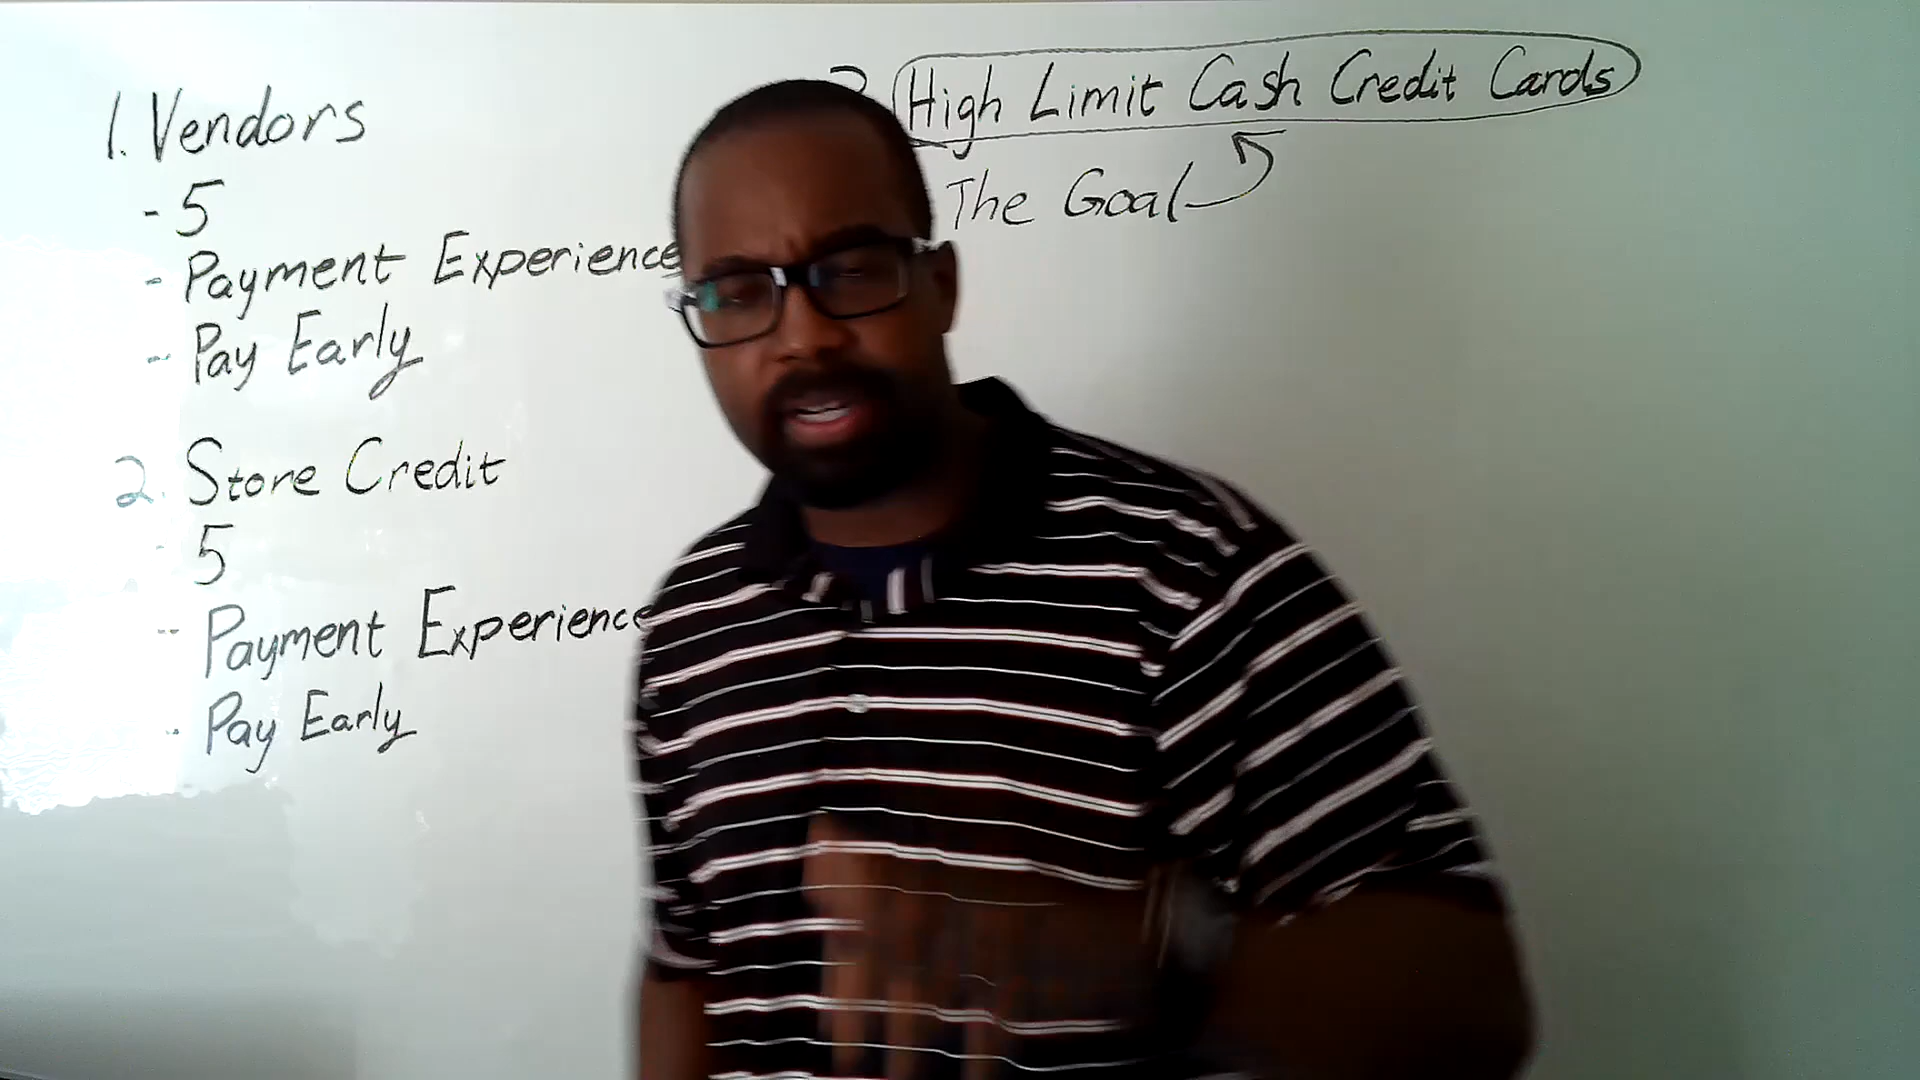 1. Vendors
- 5
- Payment Experience
- Pay Early
2. Store Credit
- 5
- Payment Experience
- Pay Early
High Limit Cash Credit Cards
The Goal